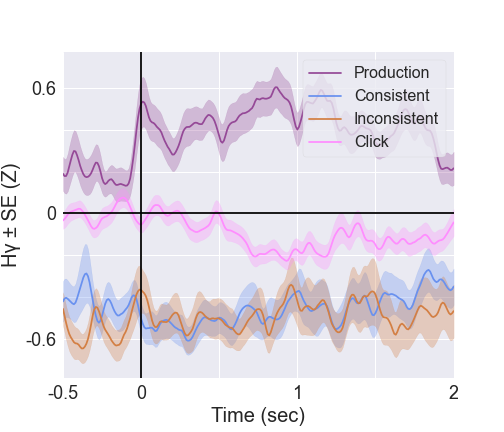 Production
Consistent
Inconsistent
Click
Hγ ± SE (Z)
0.6
0
-0.6
-0.5
0
1
2
Time (sec)